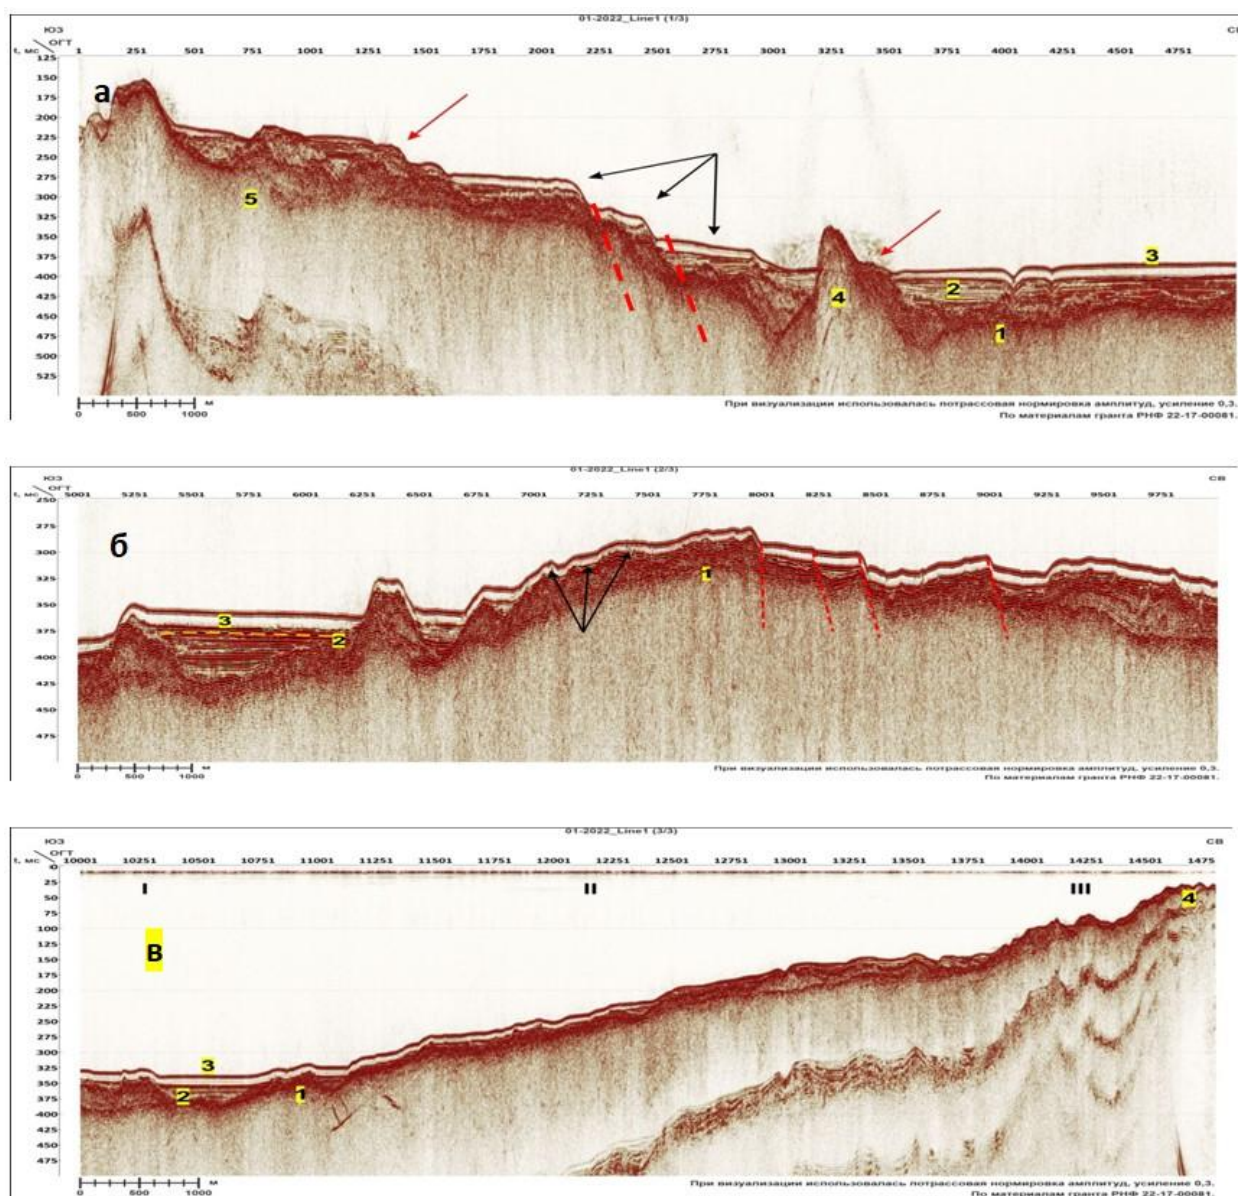 01-2022_Line1 (1/3)
ЮЗ
ОГТ
t, мс 1 251 501 751 1001 1251 1501 1751 2001 2251 2501 2751 3001 3251 3501 3751 4001 4251 4501 4751
125
150
а
175
200
225
250
5
275
300
325
350
3
375
400
2
4
425
450
1
475
500
525
0 500 1000 м
При визуализации использовалась потрассовая нормировка амплитуд, усиление 0,3.
По материалам гранта РНФ 22-17-00081.
01-2022_Line1 (2/3)
ЮЗ СВ
ОГТ
t, мс 5001 5251 5501 5751 6001 6251 6501 6751 7001 7251 7501 7751 8001 8251 8501 8751 9001 9251 9501 9751
250
275
б
300
1
325
350
3
375
2
400
425
450
475
0 500 1000 м
При визуализации использовалась потрассовая нормировка амплитуд, усиление 0,3.
По материалам гранта РНФ 22-17-00081.
01-2022_Line1 (3/3)
ЮЗ СВ
ОГТ
t, мс 10001 10251 10501 10751 11001 11251 11501 11751 12001 12251 12501 12751 13001 13251 13501 13751 14001 14251 14501 1475
0
25
I II III
50
4
75
100
125
В
150
175
200
225
250
275
300
3
325
350
2 1
375
400
425
450
475
0 500 1000 м
При визуализации использовалась потрассовая нормировка амплитуд, усиление 0,3.
По материалам гранта РНФ 22-17-00081.